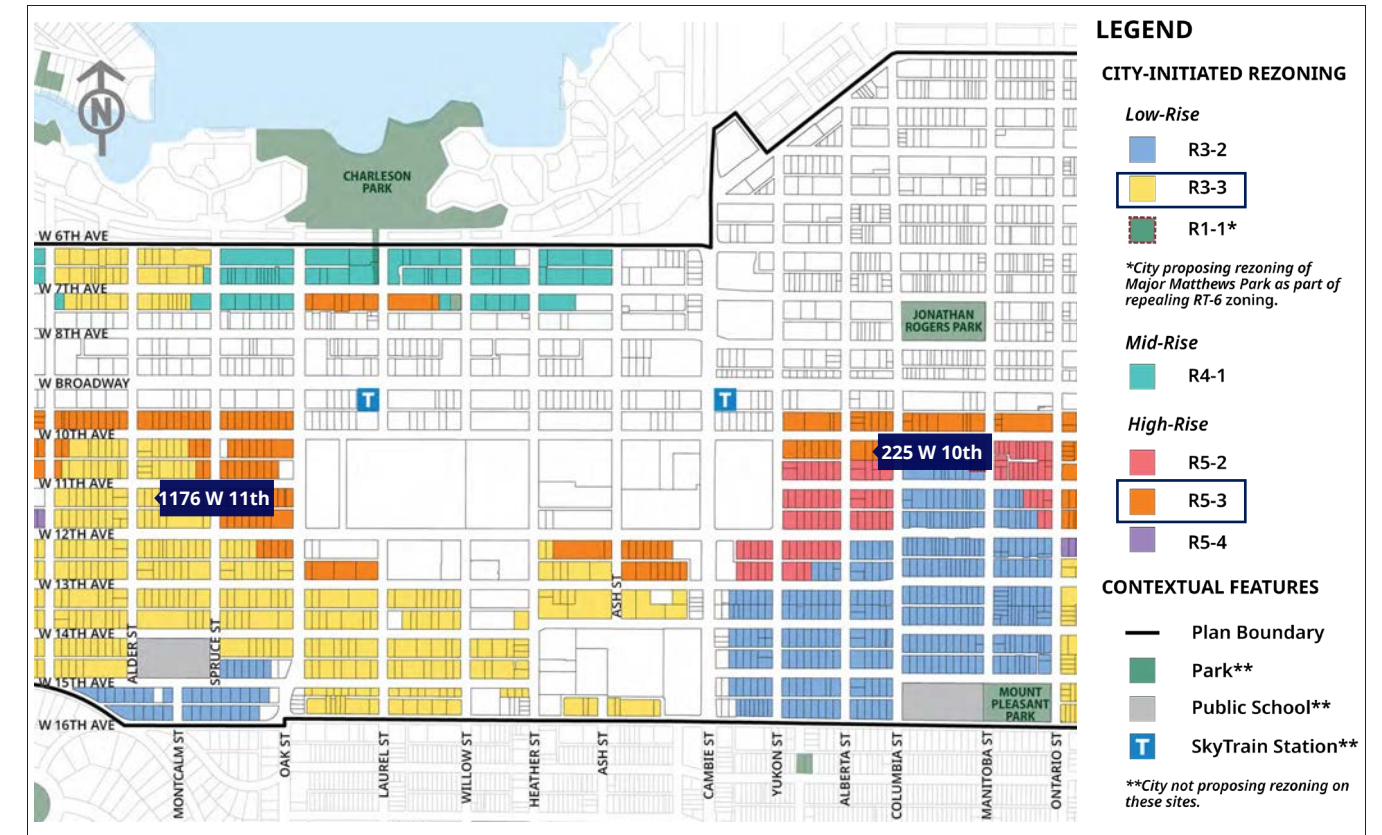 N
CHARLESON
PARK
W 6TH AVE
W 7TH AVE
W 8TH AVE
W BROADWAY
W 10TH AVE
W 11TH AVE
W 12TH AVE
W 13TH AVE
W 14TH AVE
W 15TH AVE
W 16TH AVE
JONATHAN
ROGERS PARK
T
T
225 W 10th
1176 W 11th
ASH ST
ALDER ST
SPRUCE ST
MOUNT
PLEASANT
PARK
MONTCALM ST
OAK ST
LAUREL ST
WILLOW ST
HEATHER ST
ASH ST
CAMBIE ST
YUKON ST
ALBERTA ST
COLUMBIA ST
MANITOBA ST
ONTARIO ST
LEGEND
CITY-INITIATED REZONING
Low-Rise
R3-2
R3-3
R1-1*
*City proposing rezoning of
Major Matthews Park as part of
repealing RT-6 zoning.
Mid-Rise
R4-1
High-Rise
R5-2
R5-3
R5-4
CONTEXTUAL FEATURES
Plan Boundary
Park**
Public School**
T SkyTrain Station**
**City not proposing rezoning on
these sites.